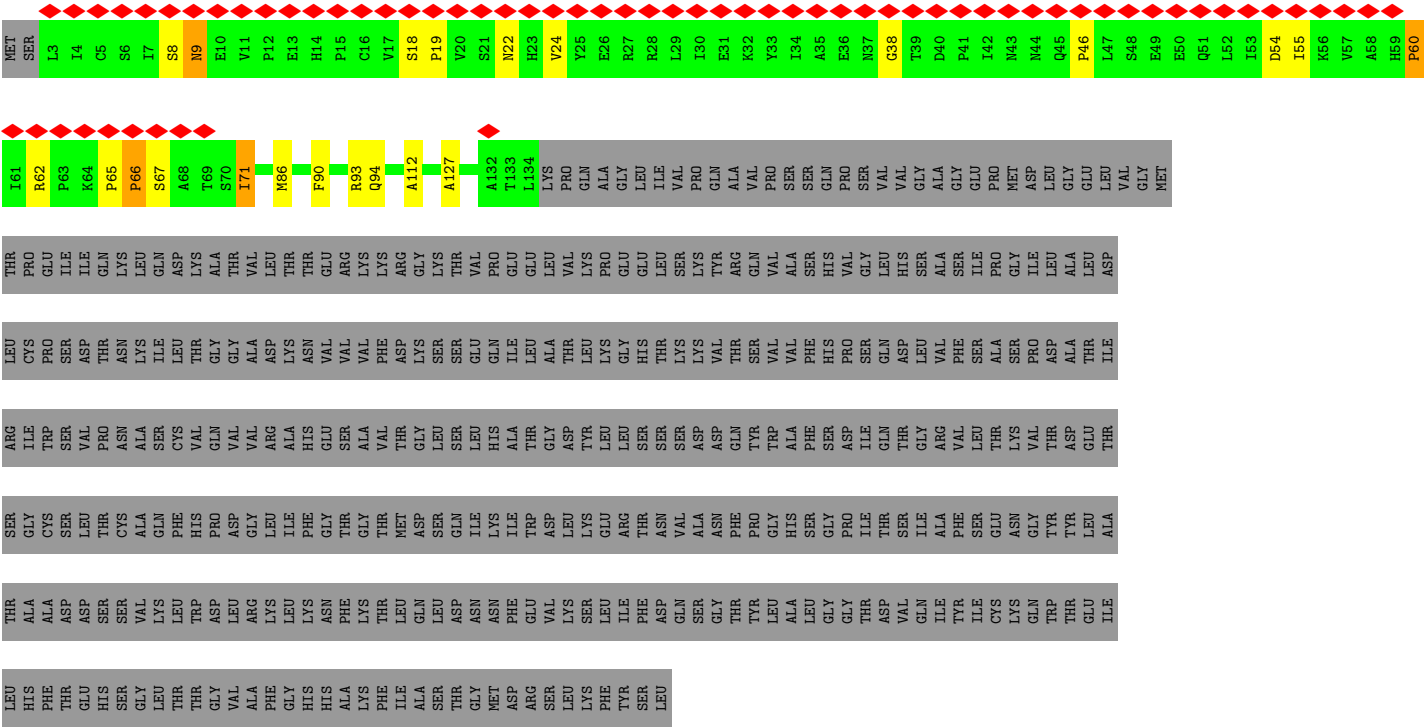 MET SER L3 I4 C5 S6 I7 S8 N9 E10 V11 P12 E13 H14 P15 C16 V17 S18 P19 V20 S21 N22 H23 V24 Y25 E26 R27 R28 L29 I30 E31 K32 Y33 I34 A35 E36 N37 G38 T39 D40 P41 I42 N43 N44 Q45 P46 L47 S48 E49 E50 Q51 L52 I53 D54 I55 K56 V57 A58 H59 P60
I61 R62 P63 K64 P65 P66 S67 A68 T69 S70 I71 M86 F90 R93 Q94 A112 A127 A132 T133 L134 LYS PRO GLN ALA GLY LEU ILE VAL PRO GLN ALA VAL PRO SER SER GLN PRO SER VAL VAL GLY ALA GLY GLU PRO MET ASP LEU GLY GLU LEU VAL GLY MET
THR PRO GLU ILE ILE GLN LYS LEU GLN ASP LYS ALA THR VAL LEU THR THR GLU ARG LYS LYS ARG GLY LYS THR VAL PRO GLU GLU LEU VAL LYS PRO GLU GLU LEU SER LYS TYR ARG GLN VAL ALA SER HIS VAL GLY LEU HIS SER ALA SER ILE PRO GLY ILE LEU ALA LEU ASP
LEU CYS PRO SER ASP THR ASN LYS ILE LEU THR GLY GLY ALA ASP LYS ASN VAL VAL VAL PHE ASP LYS SER SER GLU GLN ILE LEU ALA THR LEU LYS GLY HIS THR LYS LYS VAL THR SER VAL VAL PHE HIS PRO SER GLN ASP LEU VAL PHE SER ALA SER PRO ASP ALA THR ILE
ARG ILE TRP SER VAL PRO ASN ALA SER CYS VAL GLN VAL VAL ARG ALA HIS GLU SER ALA VAL THR GLY LEU SER LEU HIS ALA THR GLY ASP TYR LEU LEU SER SER SER ASP ASP GLN TYR TRP ALA PHE SER ASP ILE GLN THR GLY ARG VAL LEU THR LYS VAL THR ASP GLU THR
SER GLY CYS SER LEU THR CYS ALA GLN PHE HIS PRO ASP GLY LEU ILE PHE GLY THR GLY THR MET ASP SER GLN ILE LYS ILE TRP ASP LEU LYS GLU ARG THR ASN VAL ALA ASN PHE PRO GLY HIS SER GLY PRO ILE THR SER ILE ALA PHE SER GLU ASN GLY TYR TYR LEU ALA
THR ALA ALA ASP ASP SER SER VAL LYS LEU TRP ASP LEU ARG LYS LEU LYS ASN PHE LYS THR LEU GLN LEU ASP ASN ASN PHE GLU VAL LYS SER LEU ILE PHE ASP GLN SER GLY THR TYR LEU ALA LEU GLY GLY THR ASP VAL GLN ILE TYR ILE CYS LYS GLN TRP THR GLU ILE
LEU HIS PHE THR GLU HIS SER GLY LEU THR THR GLY VAL ALA PHE GLY HIS HIS ALA LYS PHE ILE ALA SER THR GLY MET ASP ARG SER LEU LYS PHE TYR SER LEU